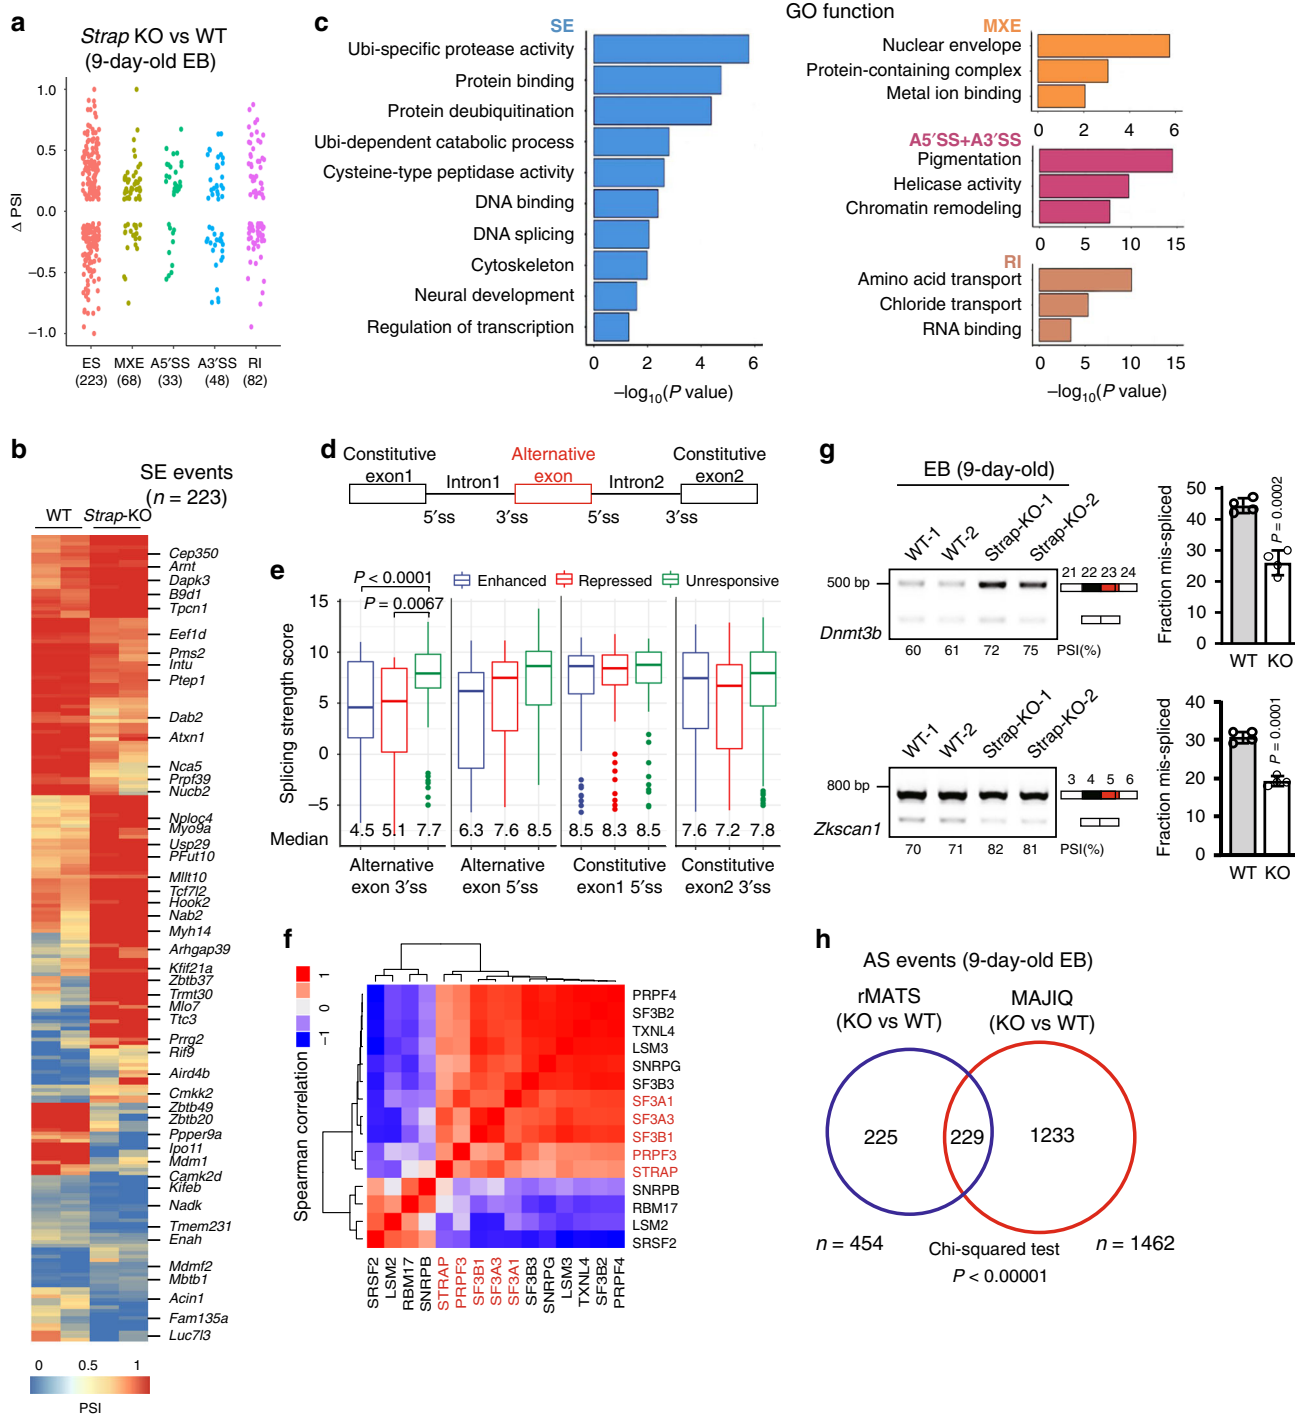 a
Strap KO vs WT
(9-day-old EB)
Δ PSI
1.0
0.5
0.0
−0.5
−1.0
ES MXE A5′SS A3′SS RI
(223) (68) (33) (48) (82)
c
GO function
SE
Ubi-specific protease activity
Protein binding
Protein deubiquitination
Ubi-dependent catabolic process
Cysteine-type peptidase activity
DNA binding
DNA splicing
Cytoskeleton
Neural development
Regulation of transcription
0 2 4 6
–log10(P value)
MXE
Nuclear envelope
Protein-containing complex
Metal ion binding
0 2 4 6
A5′SS+A3′SS
Pigmentation
Helicase activity
Chromatin remodeling
0 5 10 15
RI
Amino acid transport
Chloride transport
RNA binding
0 5 10 15
–log10(P value)
b
SE events
(n = 223)
WT Strap-KO
Cep350
Arnt
Dapk3
B9d1
Tpcn1
Eef1d
Pms2
Intu
Ptep1
Dab2
Atxn1
Nca5
Prpf39
Nucb2
Nploc4
Myo9a
Usp29
PFut10
Mllt10
Tcf7l2
Hook2
Nab2
Myh14
Arhgap39
Kfif21a
Zbtb37
Trmt30
Mlo7
Ttc3
Prrg2
Rif9
Aird4b
Cmkk2
Zbtb49
Zbtb20
Ppper9a
Ipo11
Mdm1
Camk2d
Kifeb
Nadk
Tmem231
Enah
Mdmf2
Mbtb1
Acin1
Fam135a
Luc7l3
0 0.5 1
PSI
d
Constitutive exon1
Intron1
Alternative exon
Intron2
Constitutive exon2
5′ss 3′ss 5′ss 3′ss
e
Enhanced Repressed Unresponsive
P < 0.0001
P = 0.0067
Splicing strength score
15
10
5
0
−5
Median
4.5 5.1 7.7 6.3 7.6 8.5 8.5 8.3 8.5 7.6 7.2 7.8
Alternative exon 3′ss
Alternative exon 5′ss
Constitutive exon1 5′ss
Constitutive exon2 3′ss
f
Spearman correlation
1
0
−1
PRPF4
SF3B2
TXNL4
LSM3
SNRPG
SF3B3
SF3A1
SF3A3
SF3B1
PRPF3
STRAP
SNRPB
RBM17
LSM2
SRSF2
SRSF2 LSM2 RBM17 SNRPB STRAP PRPF3 SF3B1 SF3A3 SF3A1 SF3B3 SNRPG LSM3 TXNL4 SF3B2 PRPF4
g
EB (9-day-old)
WT-1 WT-2 Strap-KO-1 Strap-KO-2
500 bp
21 22 23 24
Dnmt3b
60 61 72 75 PSI(%)
Fraction mis-spliced
50
40
30
20
10
0
P = 0.0002
WT KO
WT-1 WT-2 Strap-KO-1 Strap-KO-2
800 bp
3 4 5 6
Zkscan1
70 71 82 81 PSI(%)
Fraction mis-spliced
40
30
20
10
0
P = 0.0001
WT KO
h
AS events (9-day-old EB)
rMATS
(KO vs WT)
MAJIQ
(KO vs WT)
225 229 1233
n = 454
Chi-squared test
P < 0.00001
n = 1462